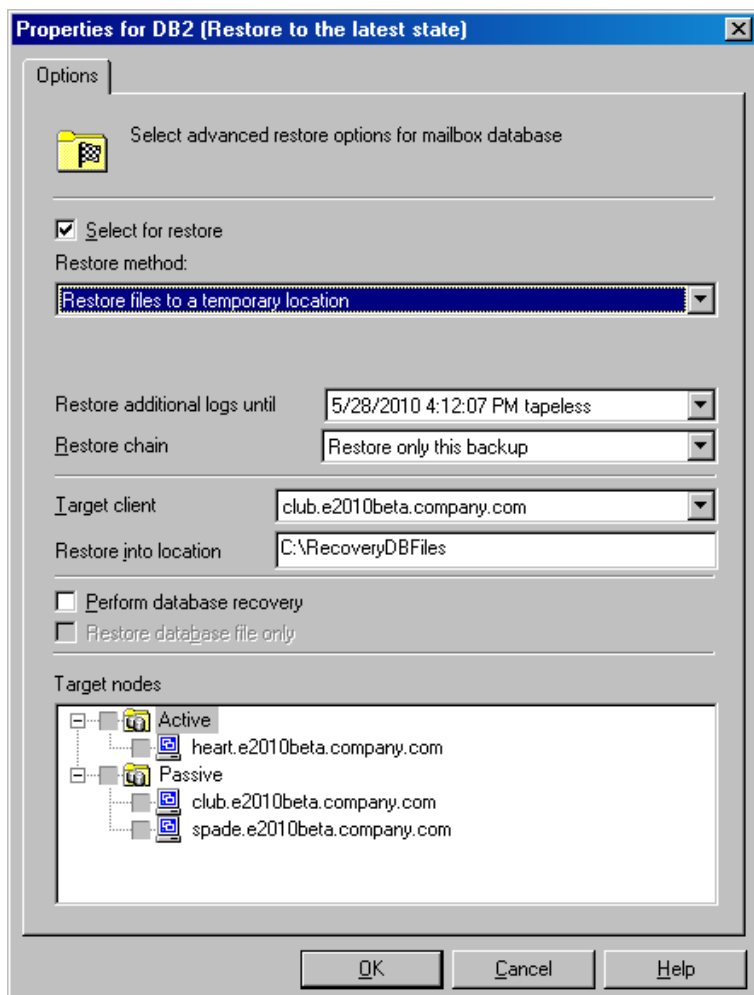 Properties for DB2 (Restore to the latest state)
Options
Select advanced restore options for mailbox database
Select for restore
Restore method:
Restore files to a temporary location
Restore additional logs until 5/28/2010 4:12:07 PM tapeless
Restore chain Restore only this backup
Target client club.e2010beta.company.com
Restore into location C:\RecoveryDBFiles
Perform database recovery
Restore database file only
Target nodes
Active
heart.e2010beta.company.com
Passive
club.e2010beta.company.com
spade.e2010beta.company.com
OK Cancel Help